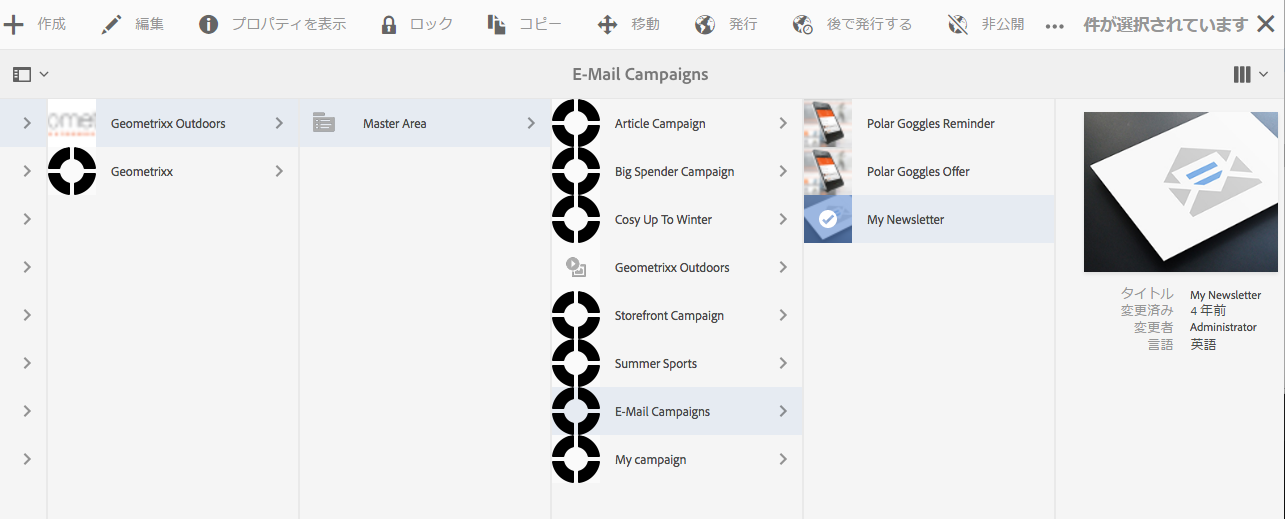 作成 編集 プロパティを表示 ロック コピー 移動 発行 後で発行する 非公開 ••• 件が選択されています
E-Mail Campaigns
Geometrixx Outdoors
Geometrixx
Master Area
Article Campaign
Big Spender Campaign
Cosy Up To Winter
Geometrixx Outdoors
Storefront Campaign
Summer Sports
E-Mail Campaigns
My campaign
Polar Goggles Reminder
Polar Goggles Offer
My Newsletter
タイトル My Newsletter
変更済み 4 年前
変更者 Administrator
言語 英語